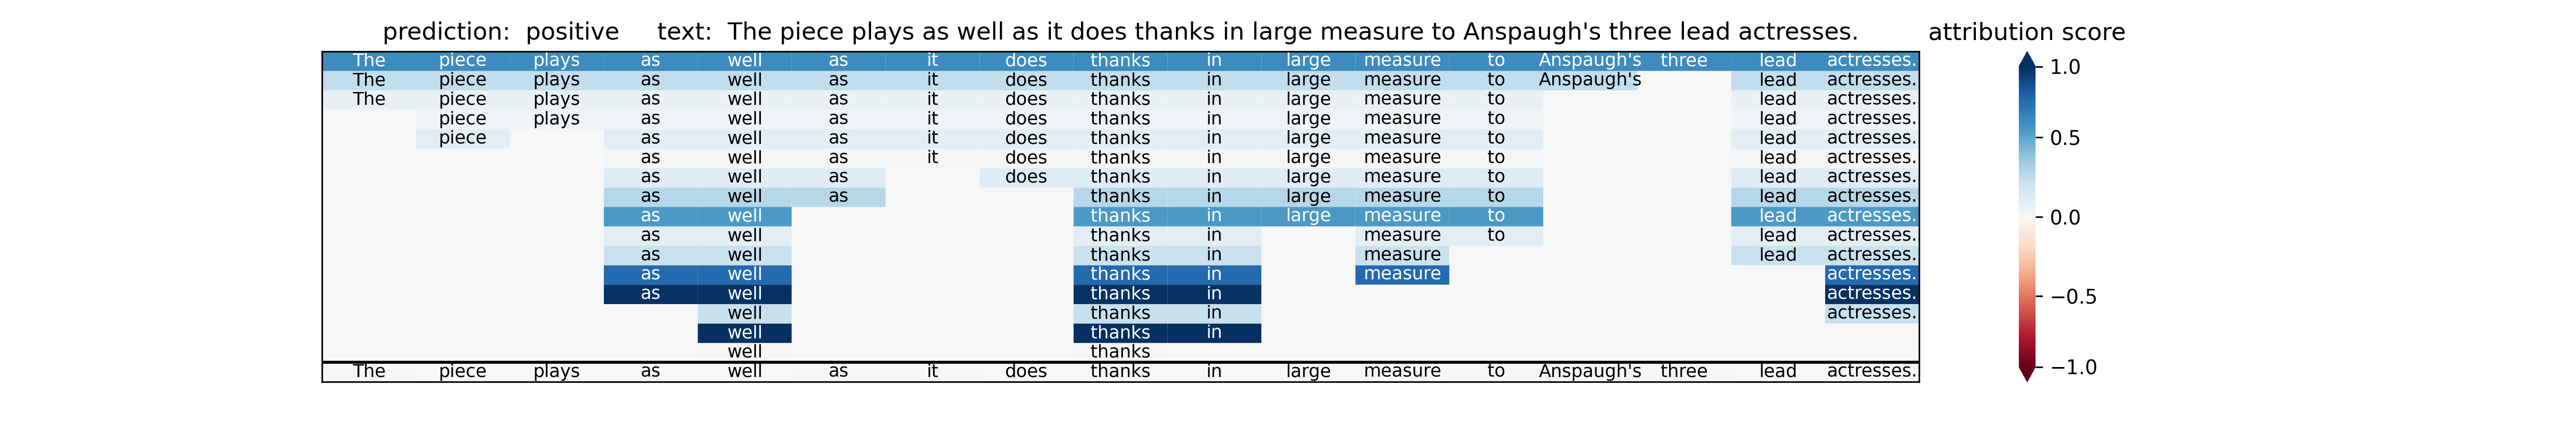 prediction:  positive     text:  The piece plays as well as it does thanks in large measure to Anspaugh's three lead actresses.     attribution score
The piece plays as well as it does thanks in large measure to Anspaugh's three lead actresses.
The piece plays as well as it does thanks in large measure to Anspaugh's lead actresses.
The piece plays as well as it does thanks in large measure to lead actresses.
piece plays as well as it does thanks in large measure to lead actresses.
piece as well as it does thanks in large measure to lead actresses.
as well as it does thanks in large measure to lead actresses.
as well as does thanks in large measure to lead actresses.
as well as thanks in large measure to lead actresses.
as well thanks in large measure to lead actresses.
as well thanks in measure to lead actresses.
as well thanks in measure lead actresses.
as well thanks in measure actresses.
as well thanks in actresses.
well thanks in actresses.
well thanks in
well thanks
The piece plays as well as it does thanks in large measure to Anspaugh's three lead actresses.
1.0
0.5
0.0
−0.5
−1.0